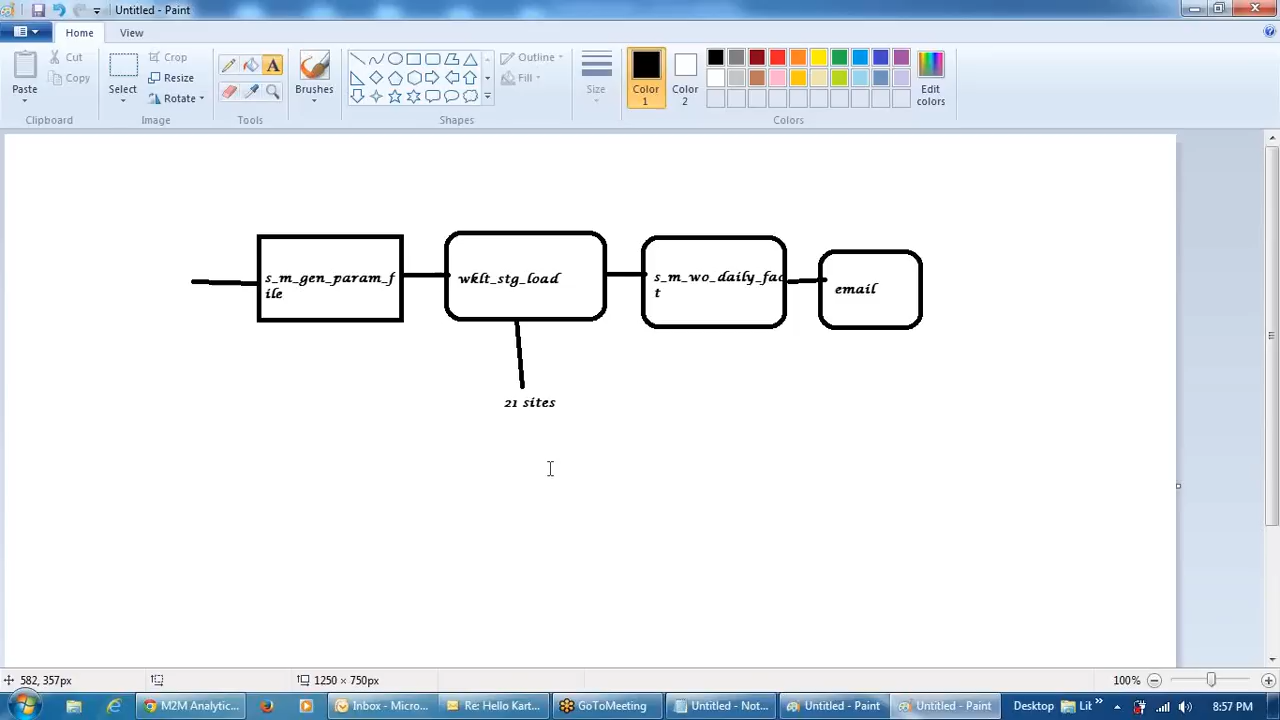 Untitled - Paint
Home
View
Paste
Cut
Copy
Clipboard
Select
Crop
Resize
Rotate
Image
A
Tools
Brushes
Outline
Fill
Shapes
Size
Color 1
Color 2
Edit colors
Colors
s_m_gen_param_f
ile
wklt_stg_load
s_m_wo_daily_fac
t
email
21 sites
582, 357px
1250 × 750px
100%
M2M Analytic...
Inbox - Micro...
Re: Hello Kart...
GoToMeeting
Untitled - Not...
Untitled - Paint
Untitled - Paint
Desktop
Lit
8:57 PM